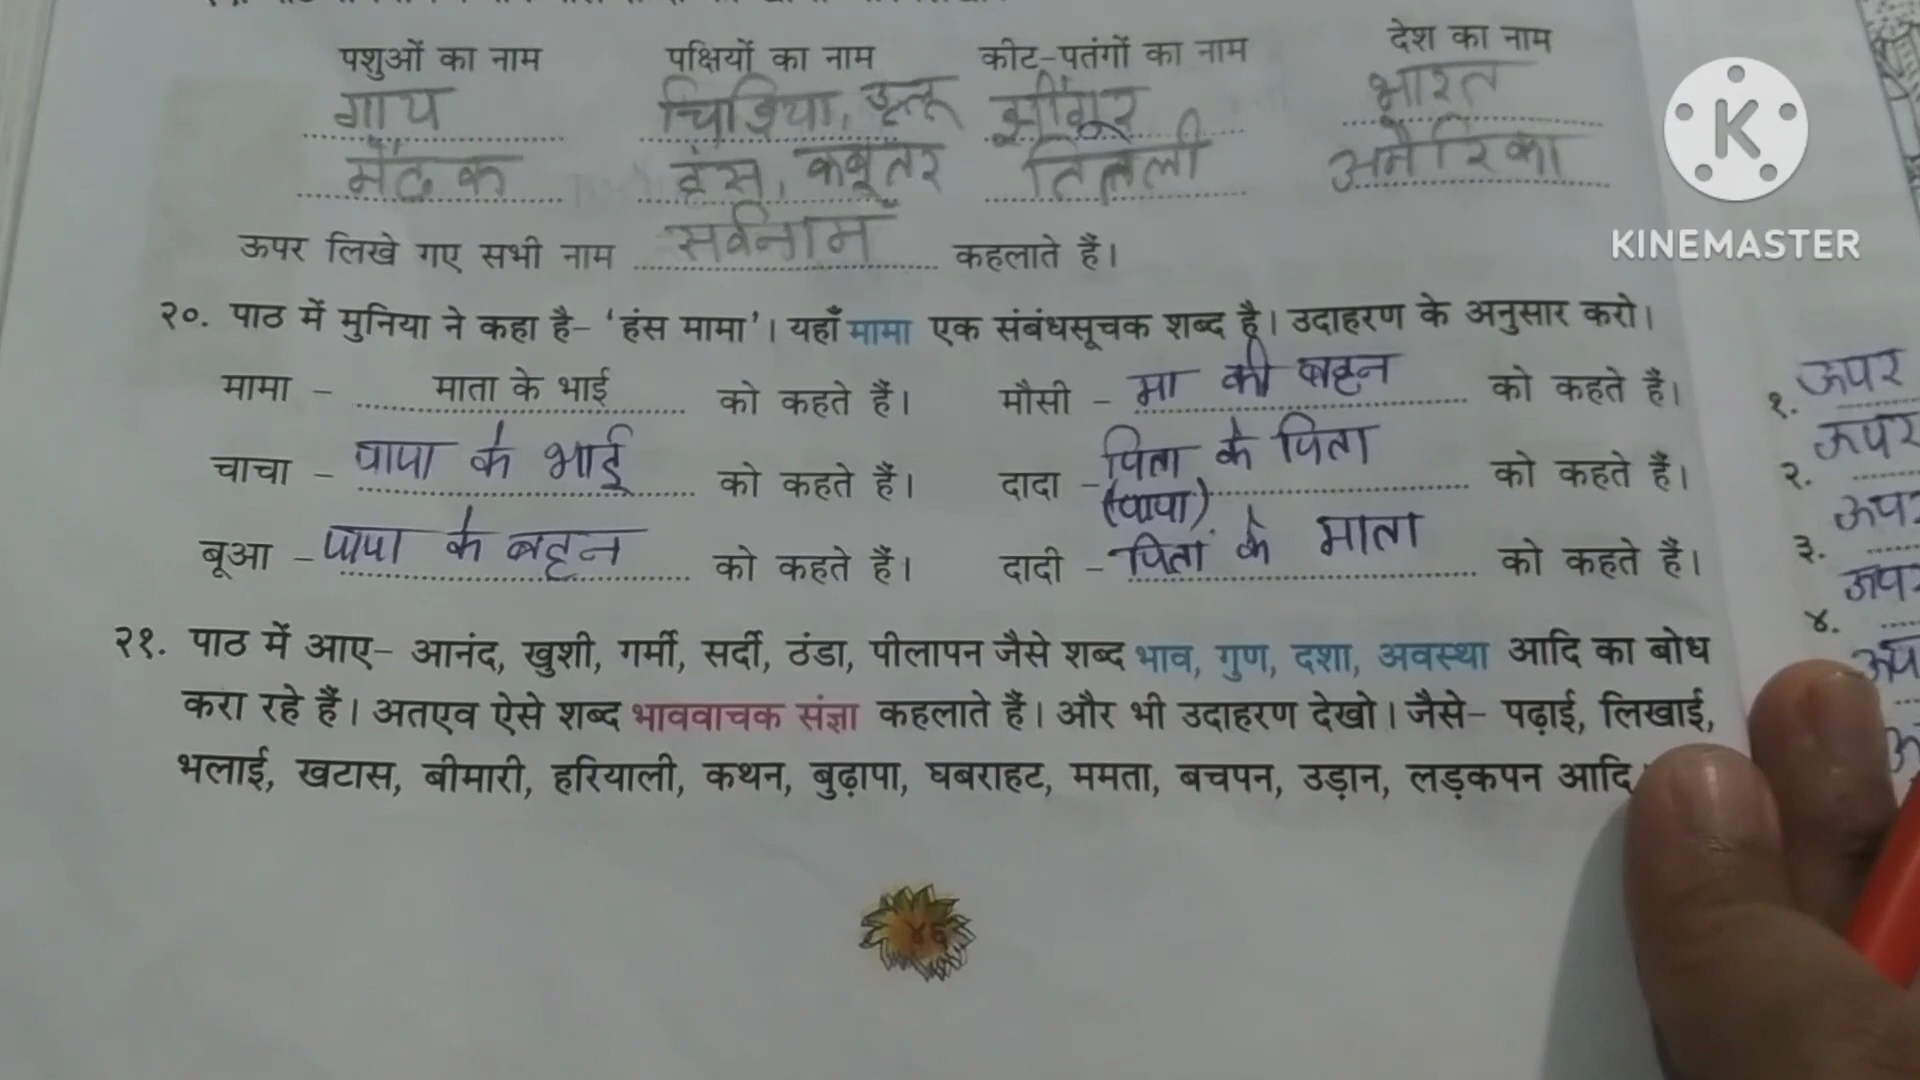 पशुओं का नाम पक्षियों का नाम कीट-पतंगों का नाम देश का नाम
गाय चिड़िया, उल्लू झींगुर भारत
मेंढक हंस, कबूतर तितली अमेरिका
ऊपर लिखे गए सभी नाम सर्वनाम कहलाते हैं।
KINEMASTER
२०. पाठ में मुनिया ने कहा है- 'हंस मामा'। यहाँ मामा एक संबंधसूचक शब्द है। उदाहरण के अनुसार करो।
मामा - माता के भाई को कहते हैं। मौसी - मा की बहन को कहते हैं।
चाचा - पापा के भाई को कहते हैं। दादा - पिता के पिता को कहते हैं।
(पापा)
बूआ - पापा के बहन को कहते हैं। दादी - पिता के माता को कहते हैं।
२१. पाठ में आए- आनंद, खुशी, गर्मी, सर्दी, ठंडा, पीलापन जैसे शब्द भाव, गुण, दशा, अवस्था आदि का बोध
करा रहे हैं। अतएव ऐसे शब्द भाववाचक संज्ञा कहलाते हैं। और भी उदाहरण देखो। जैसे- पढ़ाई, लिखाई,
भलाई, खटास, बीमारी, हरियाली, कथन, बुढ़ापा, घबराहट, ममता, बचपन, उड़ान, लड़कपन आदि
४६
१. ऊपर
२. ऊपर
३.
४.